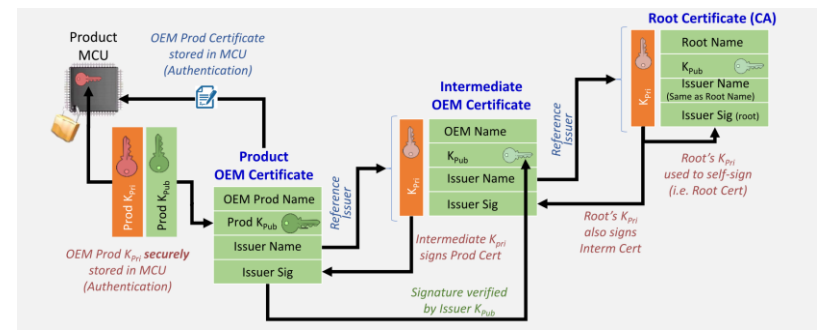 Product
MCU
OEM Prod Certificate
stored in MCU
(Authentication)
Prod KPri
Prod KPub
OEM Prod KPri securely
stored in MCU
(Authentication)
Product
OEM Certificate
OEM Prod Name
Prod KPub
Issuer Name
Issuer Sig
Reference
Issuer
Intermediate
OEM Certificate
KPri
OEM Name
KPub
Issuer Name
Issuer Sig
Intermediate Kpri
signs Prod Cert
Signature verified
by Issuer KPub
Reference
Issuer
Root Certificate (CA)
KPri
Root Name
KPub
Issuer Name
(Same as Root Name)
Issuer Sig (root)
Root's KPri
used to self-sign
(i.e. Root Cert)
Root's KPri
also signs
Interm Cert